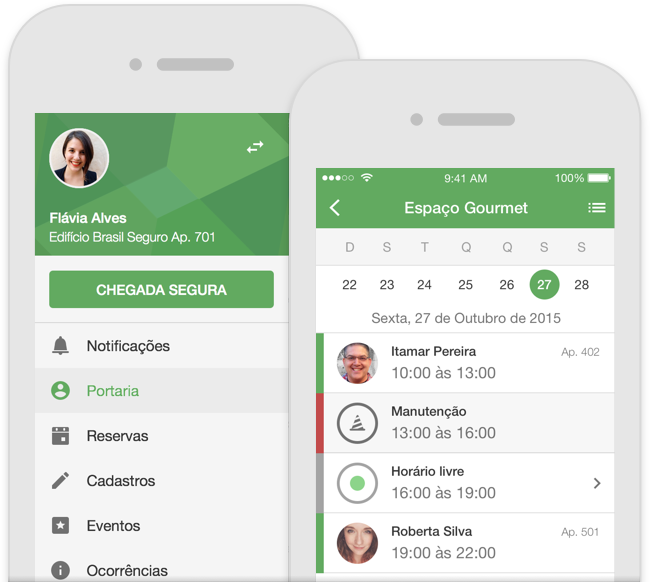 Flávia Alves
Edifício Brasil Seguro Ap. 701
CHEGADA SEGURA
Notificações
Portaria
Reservas
Cadastros
Eventos
Ocorrências
9:41 AM 100%
Espaço Gourmet
D S T Q Q S S
22 23 24 25 26 27 28
Sexta, 27 de Outubro de 2015
Itamar Pereira Ap. 402
10:00 às 13:00
Manutenção
13:00 às 16:00
Horário livre
16:00 às 19:00
Roberta Silva Ap. 501
19:00 às 22:00